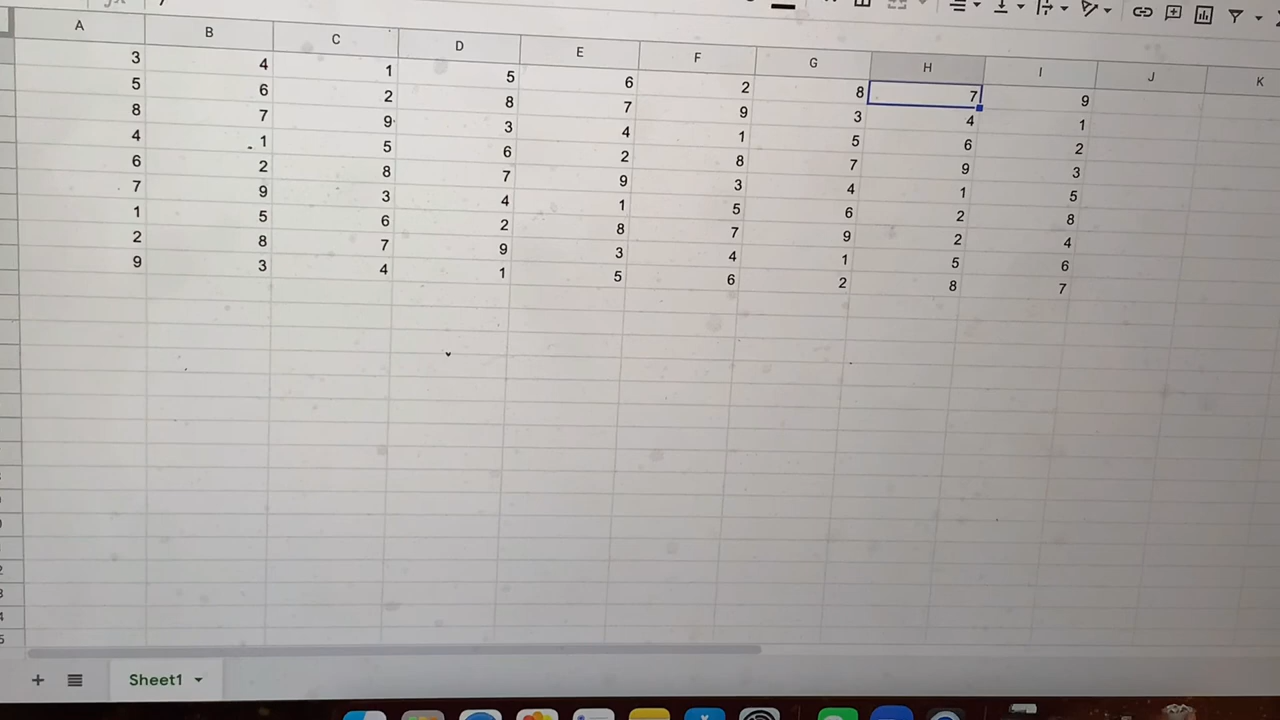 A B C D E F G H I J K
3 4 1 5 6 2 8 7 9
5 6 2 8 7 9 3 4 1
8 7 9 3 4 1 5 6 2
4 1 5 6 2 8 7 9 3
6 2 8 7 9 3 4 1 5
7 9 3 4 1 5 6 2 8
1 5 6 2 8 7 9 2 4
2 8 7 9 3 4 1 5 6
9 3 4 1 5 6 2 8 7
Sheet1